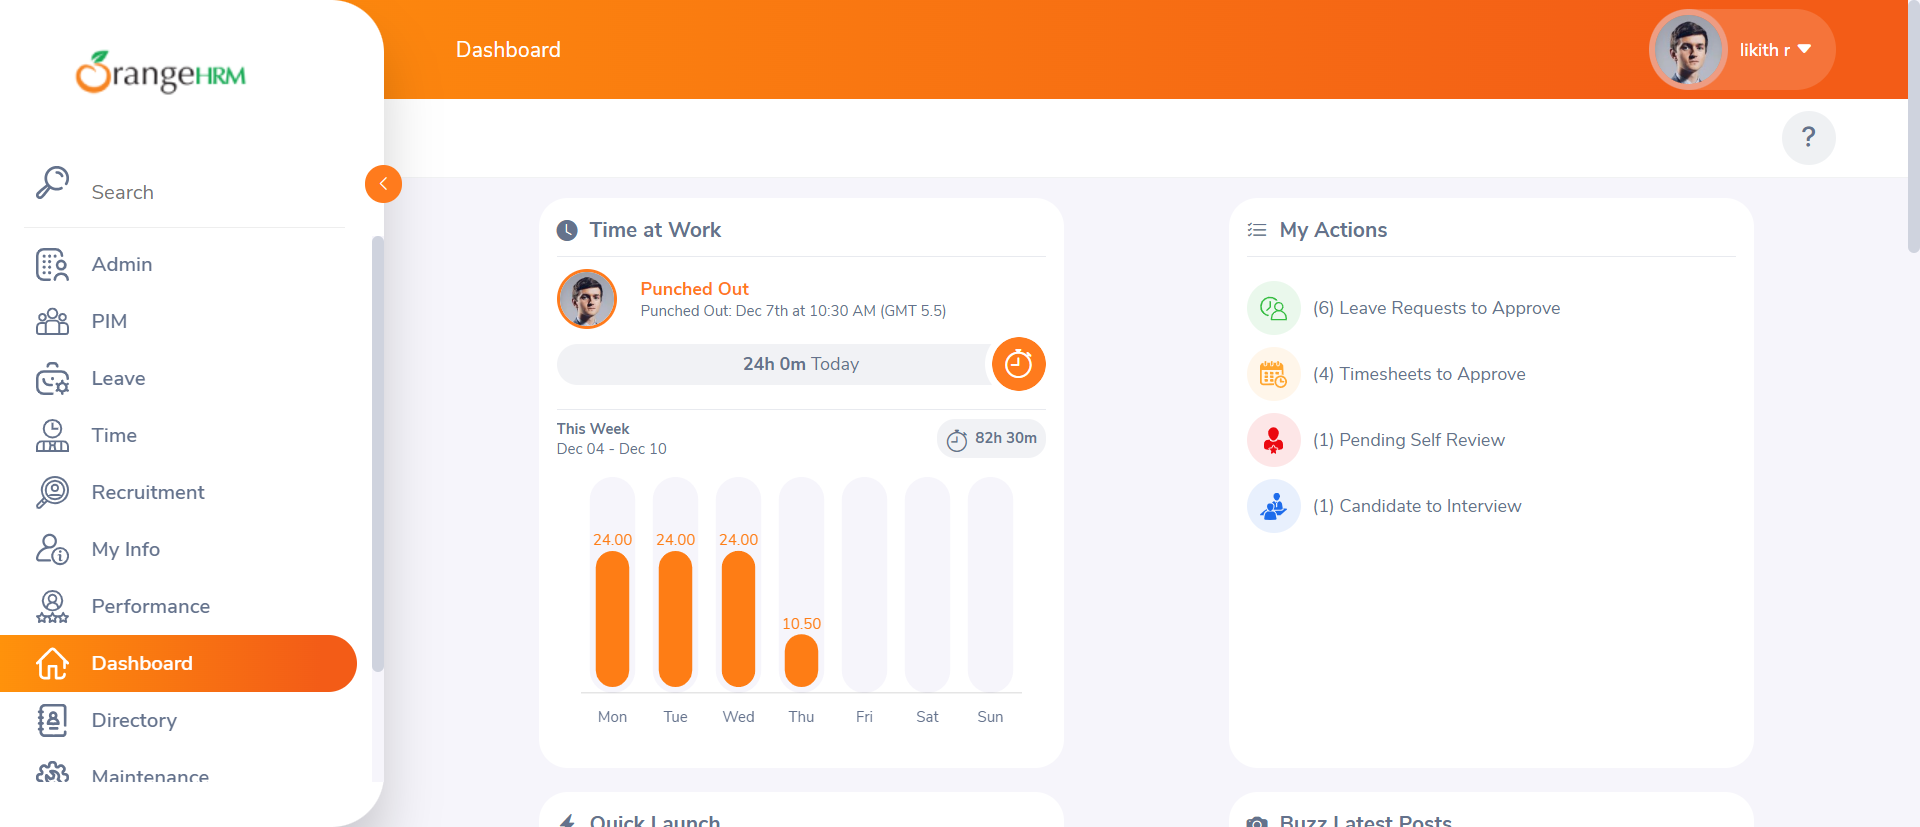 OrangeHRM
Search
Admin
PIM
Leave
Time
Recruitment
My Info
Performance
Dashboard
Directory
Maintenance
Dashboard
likith r
?
Time at Work
Punched Out
Punched Out: Dec 7th at 10:30 AM (GMT 5.5)
24h 0m Today
This Week
Dec 04 - Dec 10
82h 30m
24.00 24.00 24.00
10.50
Mon Tue Wed Thu Fri Sat Sun
My Actions
(6) Leave Requests to Approve
(4) Timesheets to Approve
(1) Pending Self Review
(1) Candidate to Interview
Quick Launch
Buzz Latest Posts